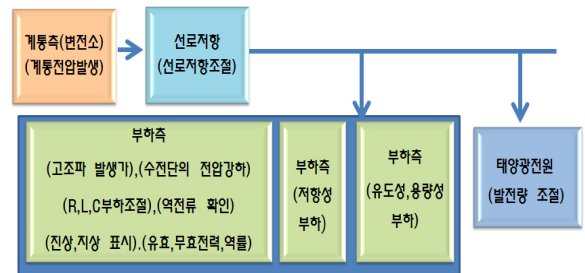 계통측(변전소)
(계통전압발생)
선로저항
(선로저항조절)
부하측
(고조파 발생가),(수전단의 전압강하)
(R,L,C부하조절),(역전류 확인)
(진상,지상 표시).(유효,무효전력,역률)
부하측
(저항성
부하)
부하측
(유도성,용량성
부하)
태양광전원
(발전량 조절)